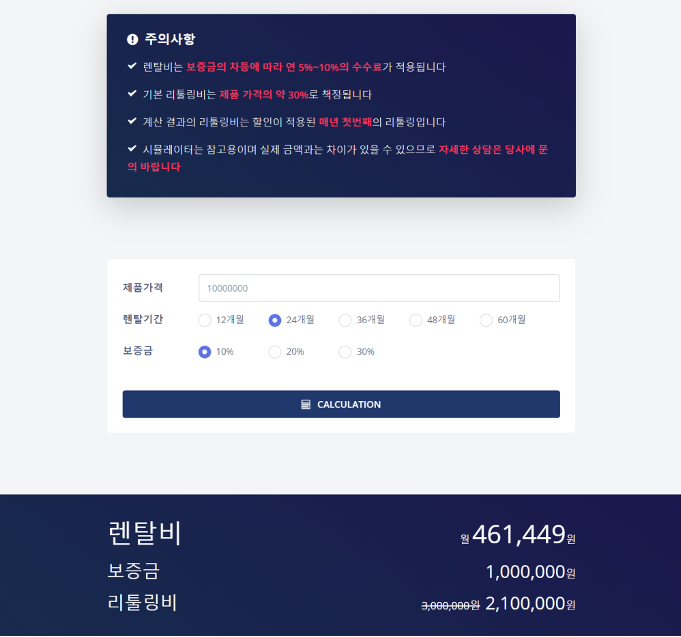 주의사항
렌탈비는 보증금의 차등에 따라 연 5%~10%의 수수료가 적용됩니다
기본 리툴링비는 제품 가격의 약 30%로 책정됩니다
계산 결과의 리툴링비는 할인이 적용된 매년 첫번째의 리툴링입니다
시뮬레이터는 참고용이며 실제 금액과는 차이가 있을 수 있으므로 자세한 상담은 당사에 문
의 바랍니다
제품가격 10000000
렌탈기간 12개월 24개월 36개월 48개월 60개월
보증금 10% 20% 30%
CALCULATION
렌탈비 월 461,449원
보증금 1,000,000원
리툴링비 3,000,000원 2,100,000원